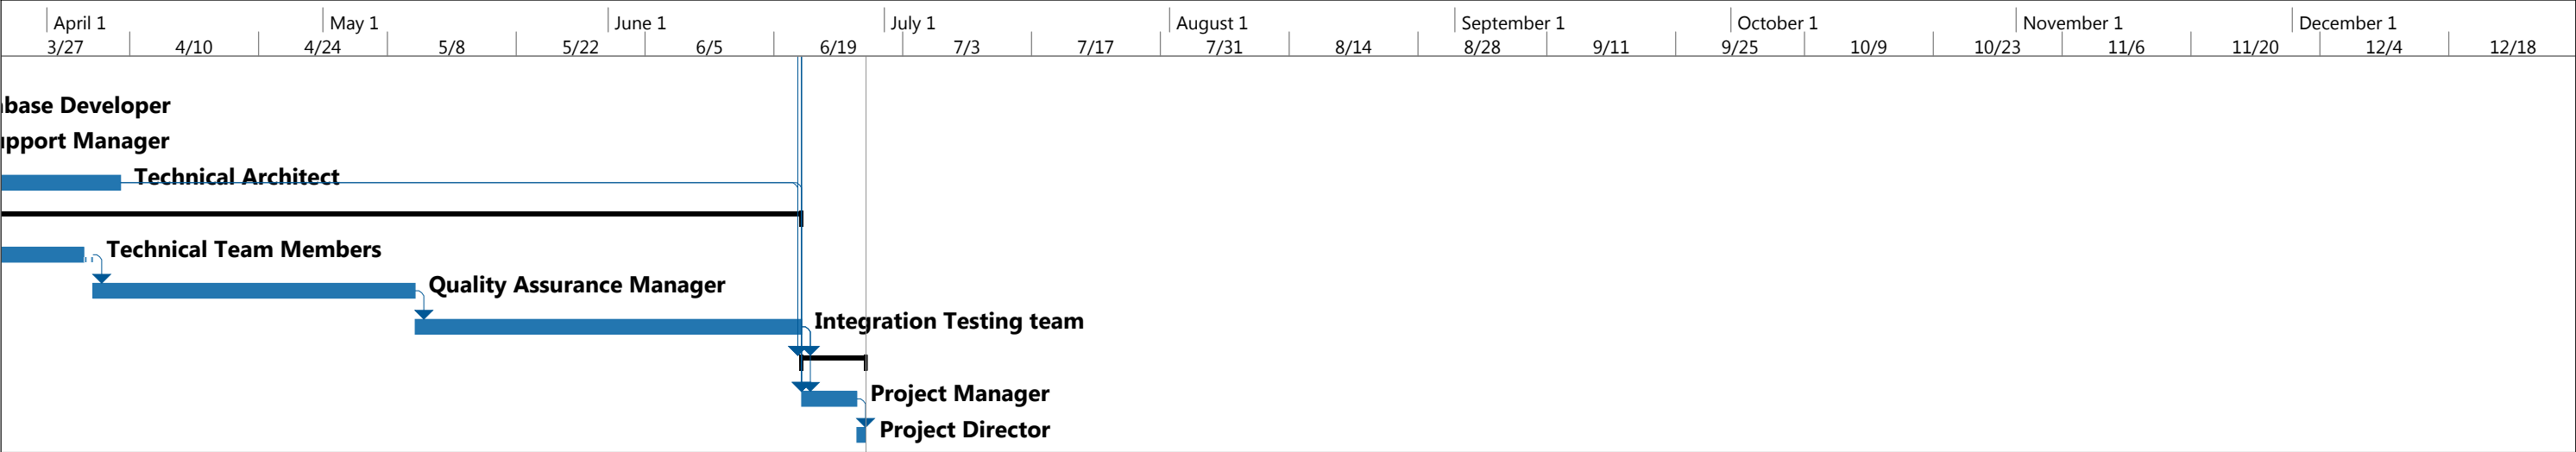 April 1 May 1 June 1 July 1 August 1 September 1 October 1 November 1 December 1
3/27 4/10 4/24 5/8 5/22 6/5 6/19 7/3 7/17 7/31 8/14 8/28 9/11 9/25 10/9 10/23 11/6 11/20 12/4 12/18
base Developer
upport Manager
Technical Architect
Technical Team Members
Quality Assurance Manager
Integration Testing team
Project Manager
Project Director